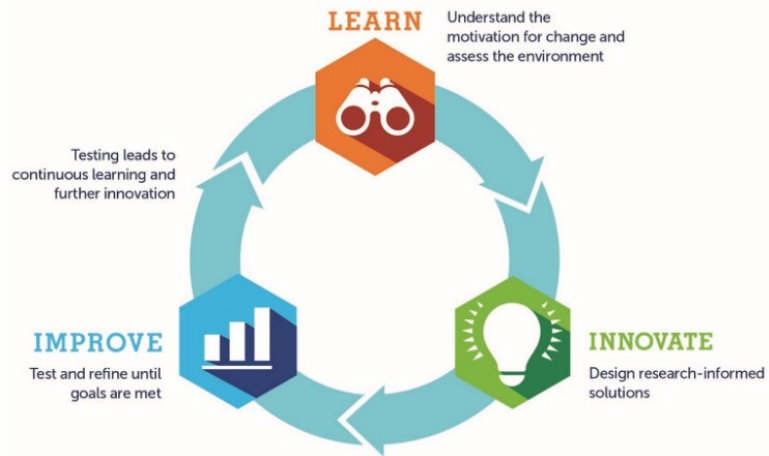 LEARN
Understand the
motivation for change and
assess the environment
Testing leads to
continuous learning and
further innovation
IMPROVE
Test and refine until
goals are met
INNOVATE
Design research-informed
solutions